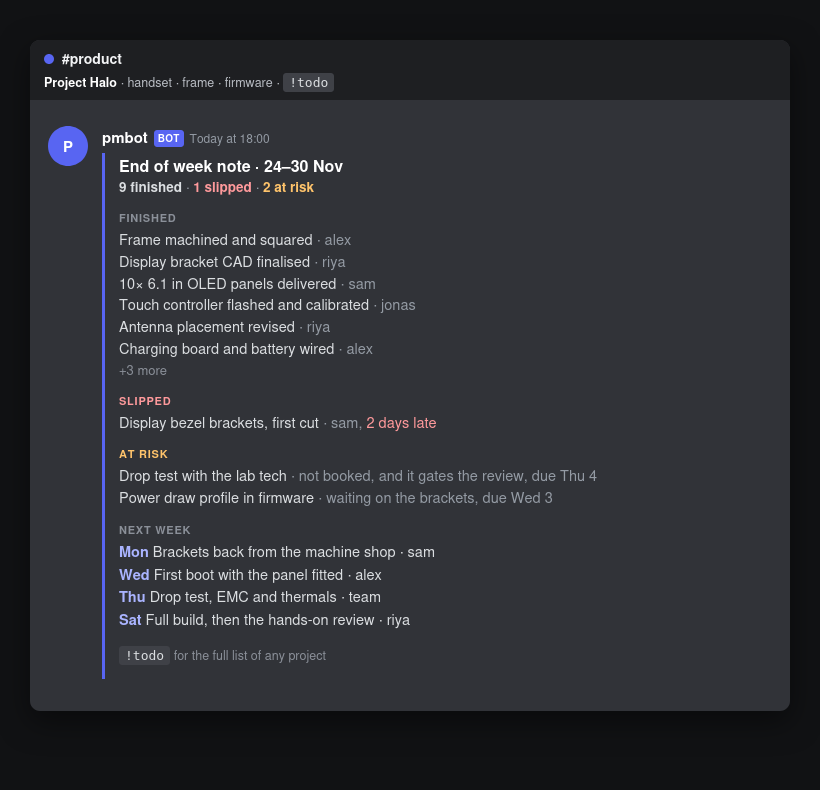 #product
Project Halo · handset · frame · firmware · !todo
P
pmbot BOT Today at 18:00
End of week note · 24–30 Nov
9 finished · 1 slipped · 2 at risk
FINISHED
Frame machined and squared · alex
Display bracket CAD finalised · riya
10× 6.1 in OLED panels delivered · sam
Touch controller flashed and calibrated · jonas
Antenna placement revised · riya
Charging board and battery wired · alex
+3 more
SLIPPED
Display bezel brackets, first cut · sam, 2 days late
AT RISK
Drop test with the lab tech · not booked, and it gates the review, due Thu 4
Power draw profile in firmware · waiting on the brackets, due Wed 3
NEXT WEEK
Mon Brackets back from the machine shop · sam
Wed First boot with the panel fitted · alex
Thu Drop test, EMC and thermals · team
Sat Full build, then the hands-on review · riya
!todo for the full list of any project